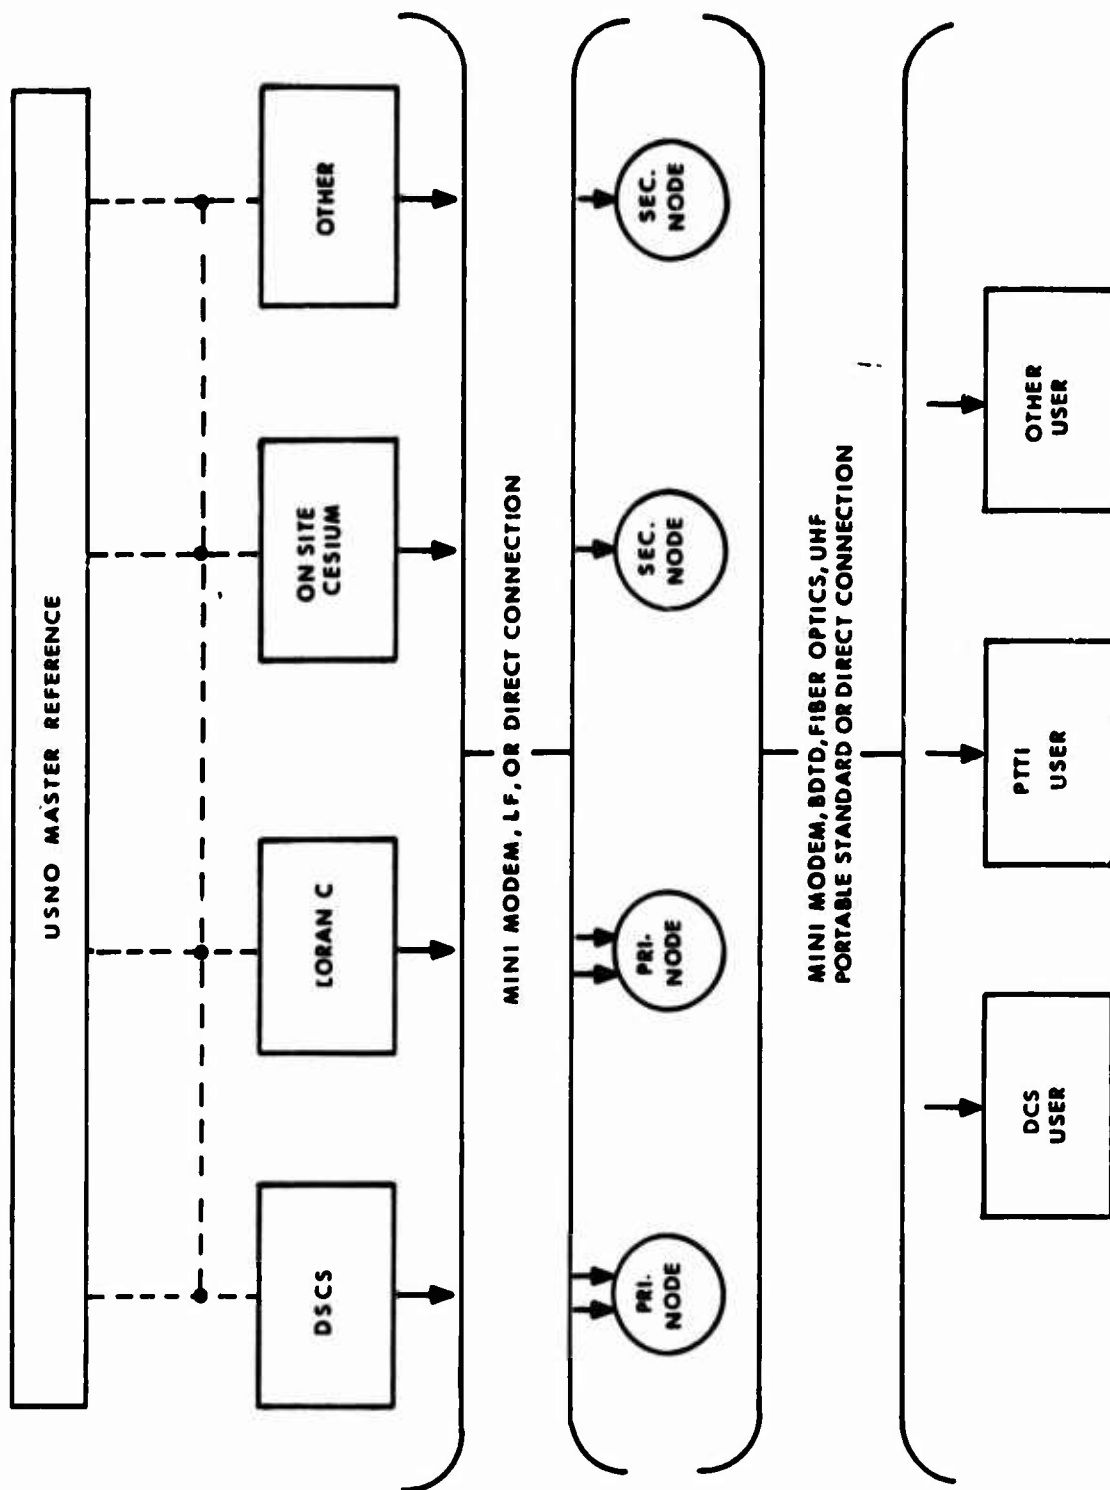 USNO MASTER REFERENCE
DSCS
LORAN C
ON SITE
CESIUM
OTHER
MINI MODEM, LF, OR DIRECT CONNECTION
PRI-
NODE
PRI-
NODE
SEC.
NODE
SEC.
NODE
MINI MODEM, BDTD, FIBER OPTICS, UHF
PORTABLE STANDARD OR DIRECT CONNECTION
DCS
USER
PTTI
USER
OTHER
USER